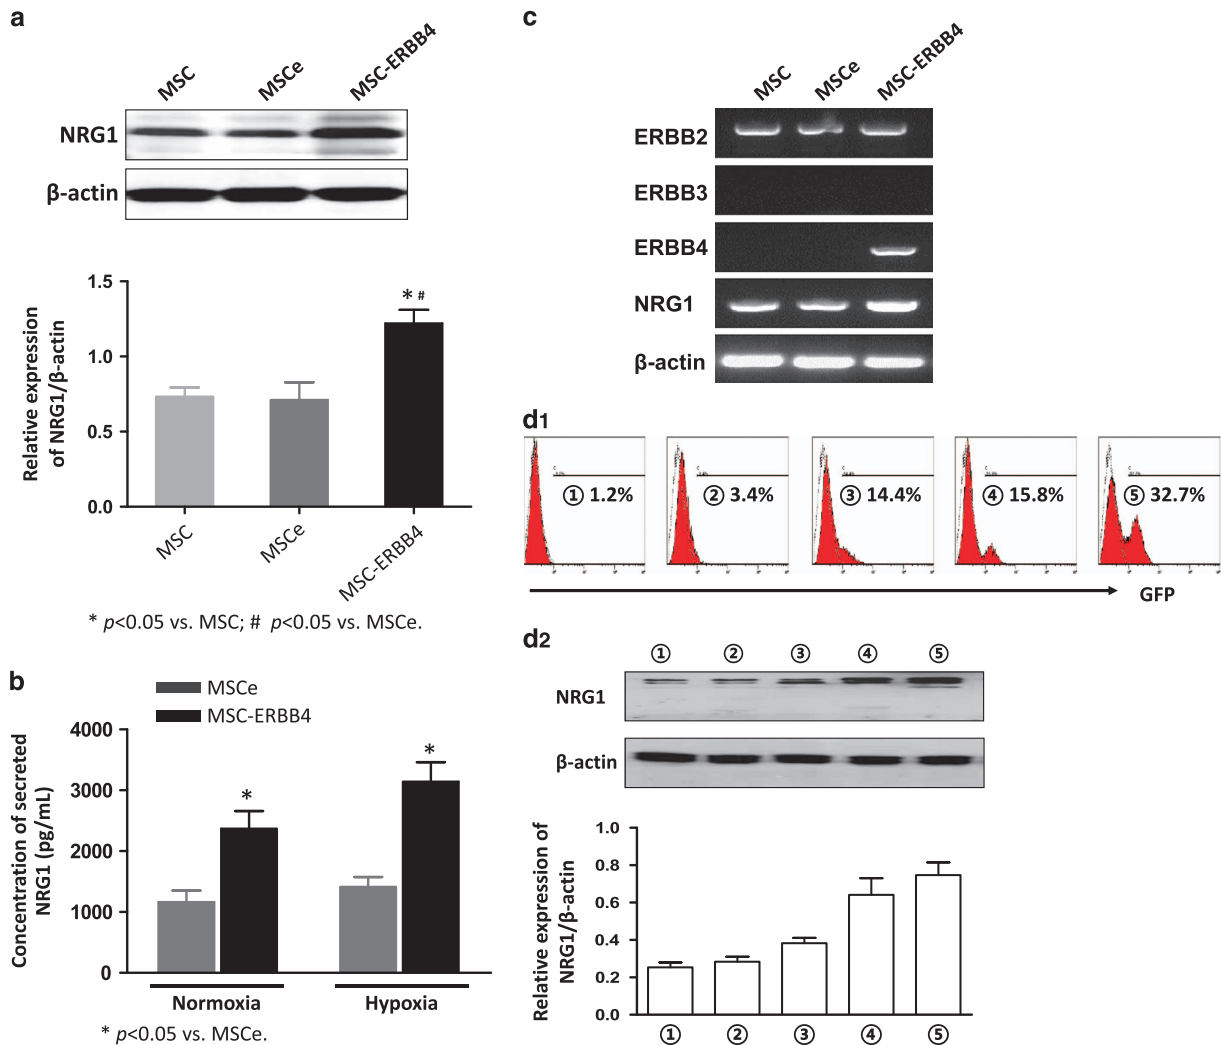 a
MSC
MSCe
MSC-ERBB4
NRG1
β-actin
Relative expression
of NRG1/β-actin
1.5
1.0
0.5
0.0
MSC
MSCe
MSC-ERBB4
* p<0.05 vs. MSC; # p<0.05 vs. MSCe.
* #
b
MSCe
MSC-ERBB4
Concentration of secreted
NRG1 (pg/mL)
4000
3000
2000
1000
0
*
*
Normoxia
Hypoxia
* p<0.05 vs. MSCe.
c
MSC
MSCe
MSC-ERBB4
ERBB2
ERBB3
ERBB4
NRG1
β-actin
d1
① 1.2%
② 3.4%
③ 14.4%
④ 15.8%
⑤ 32.7%
GFP
d2
① ② ③ ④ ⑤
NRG1
β-actin
Relative expression of
NRG1/β-actin
1.0
0.8
0.6
0.4
0.2
0.0
① ② ③ ④ ⑤